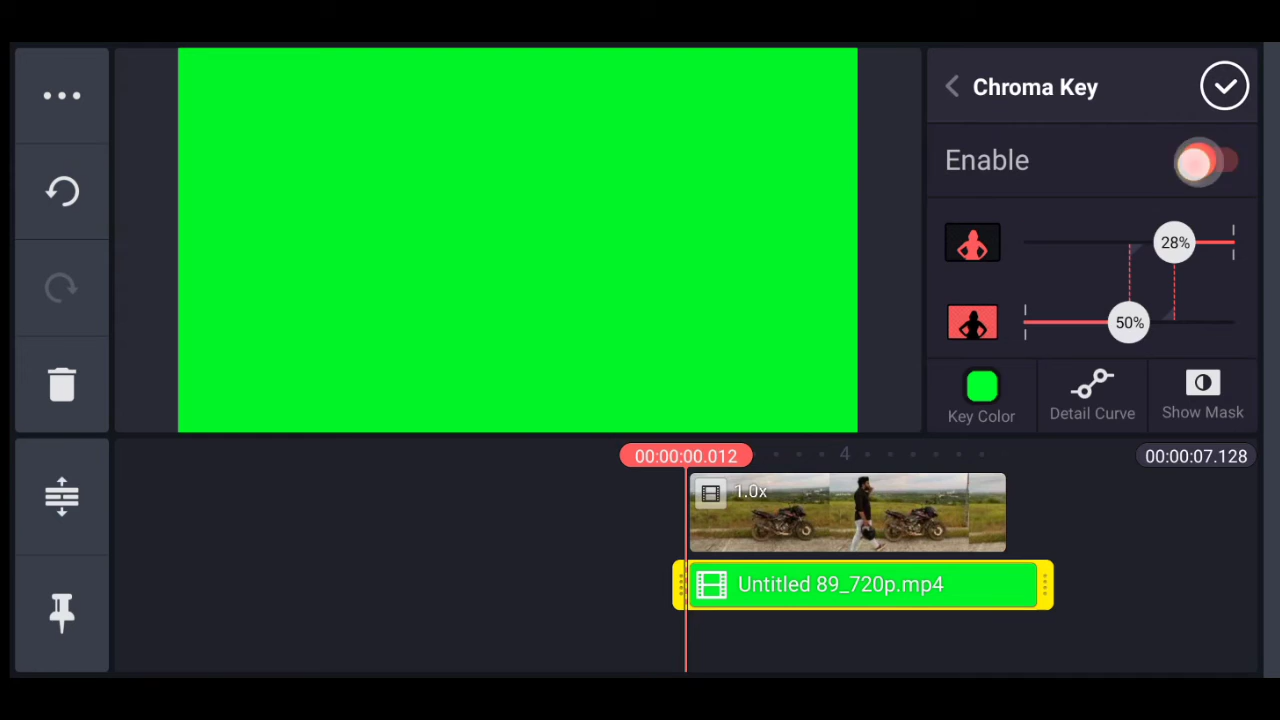 Chroma Key
Enable
28%
50%
Key Color
Detail Curve
Show Mask
00:00:00.012
4
00:00:07.128
1.0x
Untitled 89_720p.mp4